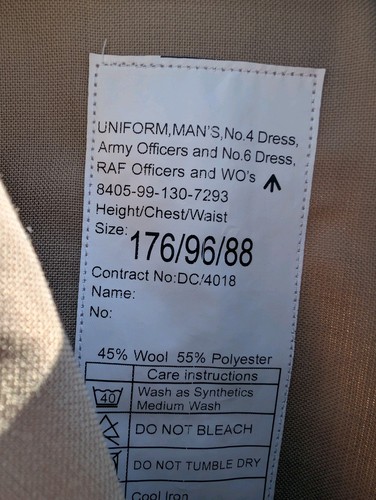 UNIFORM,MAN'S,No.4 Dress,
Army Officers and No.6 Dress,
RAF Officers and WO's
8405-99-130-7293
Height/Chest/Waist
Size: 176/96/88
Contract No:DC/4018
Name:
No:
45% Wool 55% Polyester
Care instructions
40 Wash as Synthetics
Medium Wash
DO NOT BLEACH
DO NOT TUMBLE DRY
Cool Iron